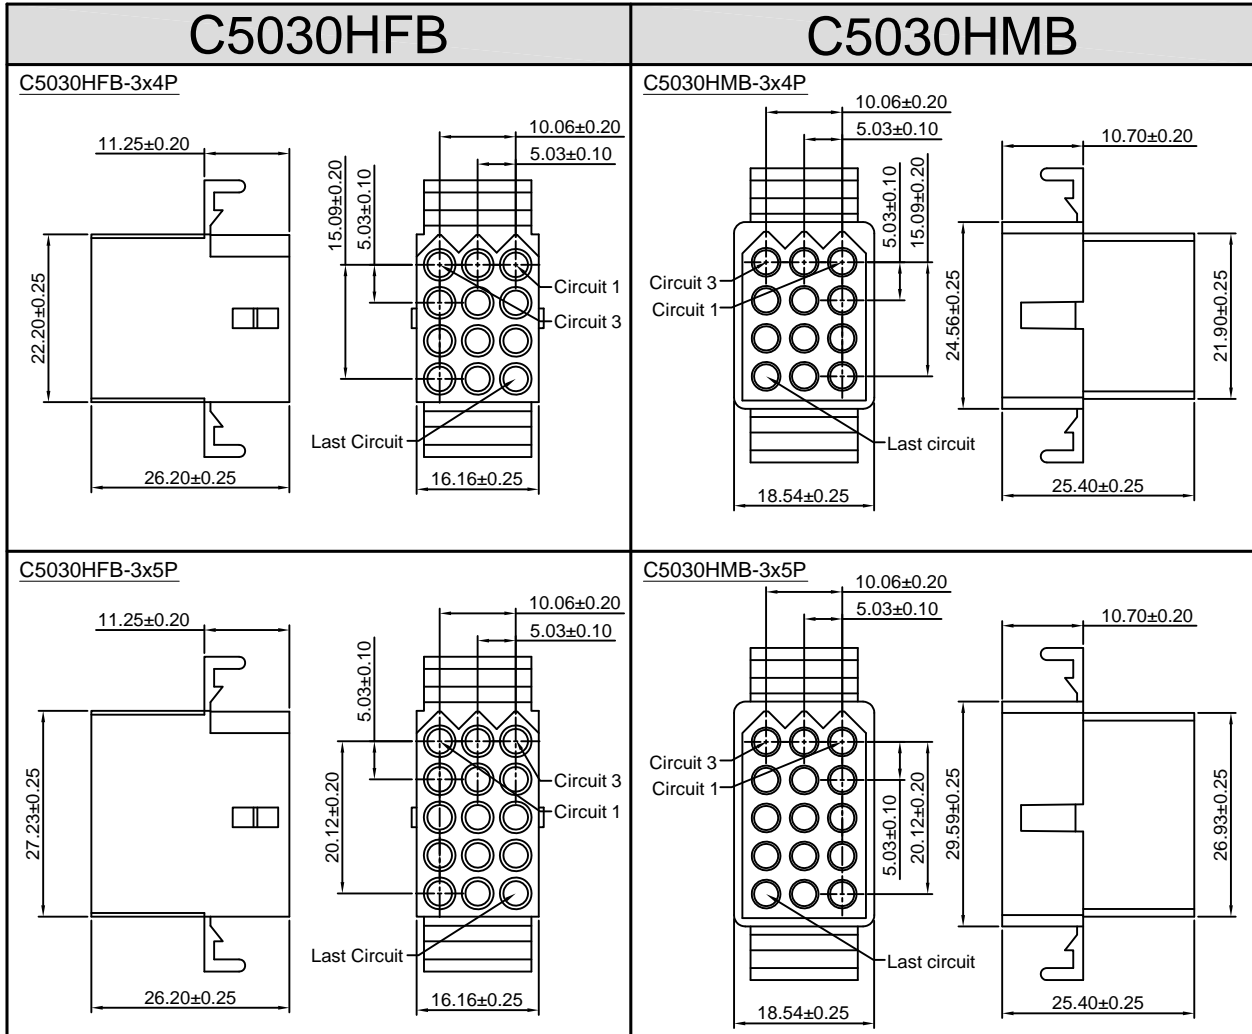 C5030HFB
C5030HMB
C5030HFB-3x4P
11.25±0.20
10.06±0.20
5.03±0.10
15.09±0.20
5.03±0.10
22.20±0.25
Circuit 1
Circuit 3
Last Circuit
26.20±0.25
16.16±0.25
C5030HMB-3x4P
10.06±0.20
5.03±0.10
10.70±0.20
5.03±0.10
15.09±0.20
Circuit 3
Circuit 1
24.56±0.25
21.90±0.25
Last circuit
18.54±0.25
25.40±0.25
C5030HFB-3x5P
11.25±0.20
10.06±0.20
5.03±0.10
5.03±0.10
27.23±0.25
20.12±0.20
Circuit 3
Circuit 1
Last Circuit
26.20±0.25
16.16±0.25
C5030HMB-3x5P
10.06±0.20
5.03±0.10
10.70±0.20
Circuit 3
Circuit 1
5.03±0.10
20.12±0.20
29.59±0.25
26.93±0.25
Last circuit
18.54±0.25
25.40±0.25